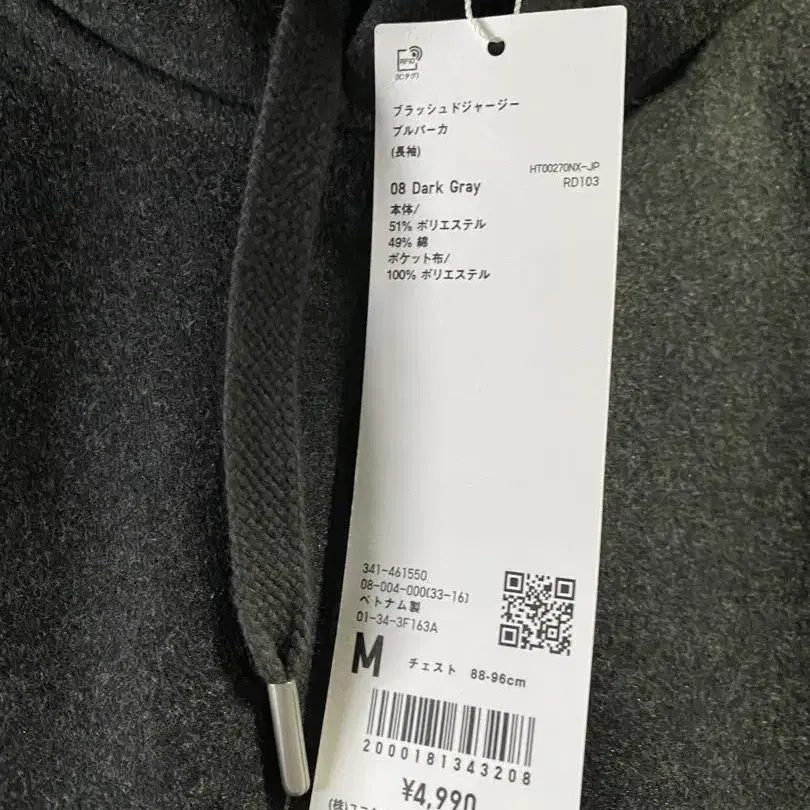 RFID
(ICタグ)
ブラッシュドジャージー
プルパーカ
(長袖)
HT00270NX-JP
08 Dark Gray RD103
本体/
51% ポリエステル
49% 綿
ポケット布/
100% ポリエステル
341-461550
08-004-000(33-16)
ベトナム製
01-34-3F163A
M チェスト 88-96cm
2000181343208
¥4,990
(株)ユニ